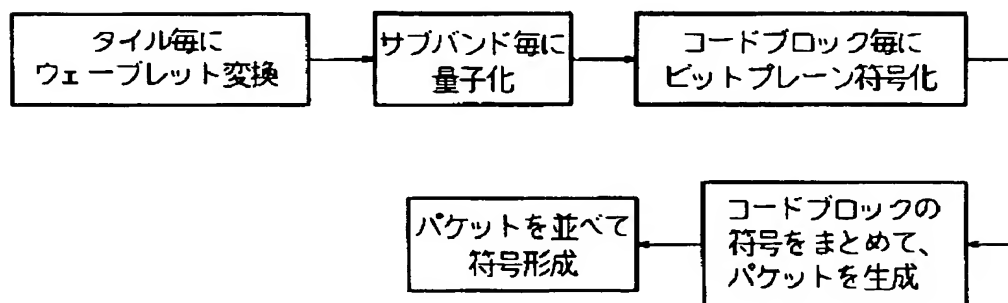 タイル毎に
ウェーブレット変換
サブバンド毎に
量子化
コードブロック毎に
ビットプレーン符号化
コードブロックの
符号をまとめて、
パケットを生成
パケットを並べて
符号形成